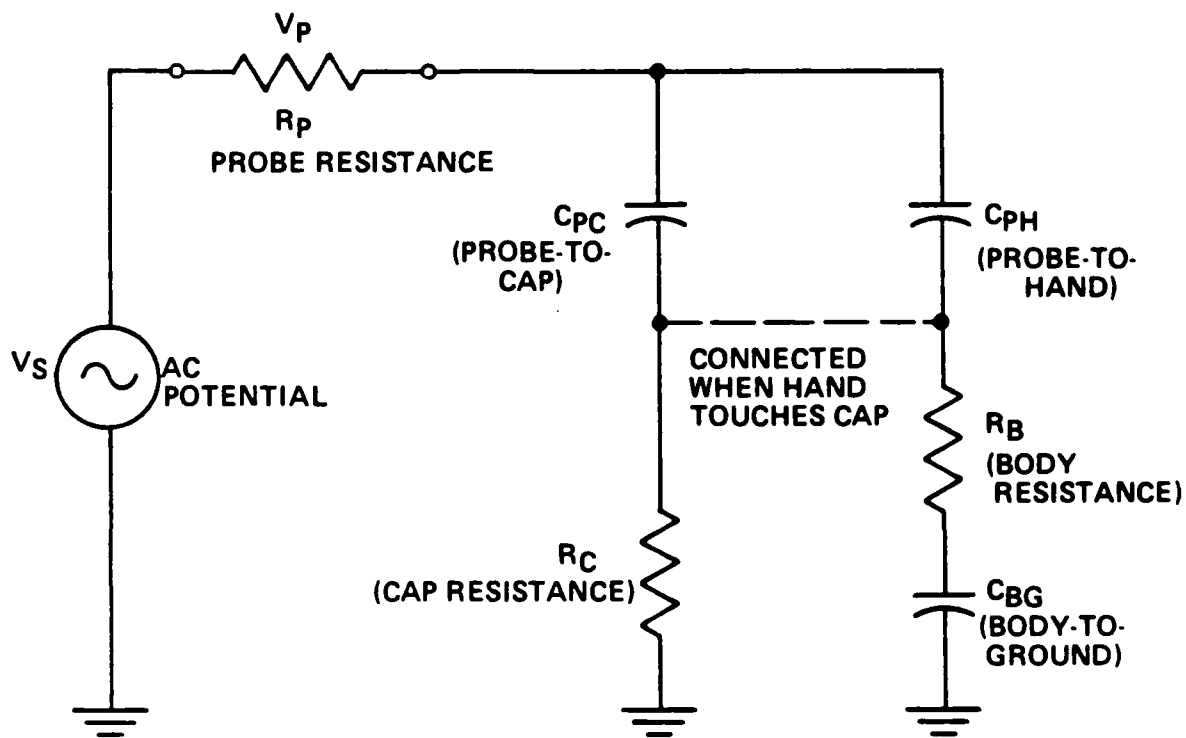 VP
RP
PROBE RESISTANCE
CPC
(PROBE-TO-
CAP)
CPH
(PROBE-TO-
HAND)
VS
AC
POTENTIAL
CONNECTED
WHEN HAND
TOUCHES CAP
RB
(BODY
RESISTANCE)
RC
(CAP RESISTANCE)
CBG
(BODY-TO-
GROUND)